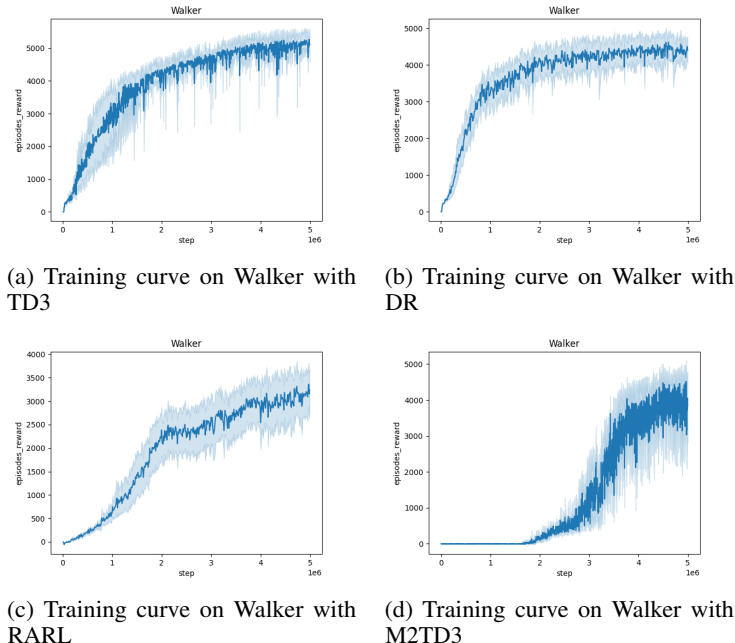 Walker
5000
4000
3000
2000
1000
0
episodes_reward
0 1 2 3 4 5
step
1e6
(a) Training curve on Walker with
TD3
Walker
5000
4000
3000
2000
1000
0
episodes_reward
0 1 2 3 4 5
step
1e6
(b) Training curve on Walker with
DR
Walker
4000
3500
3000
2500
2000
1500
1000
500
0
episodes_reward
0 1 2 3 4 5
step
1e6
(c) Training curve on Walker with
RARL
Walker
5000
4000
3000
2000
1000
0
episodes_reward
0 1 2 3 4 5
step
1e6
(d) Training curve on Walker with
M2TD3